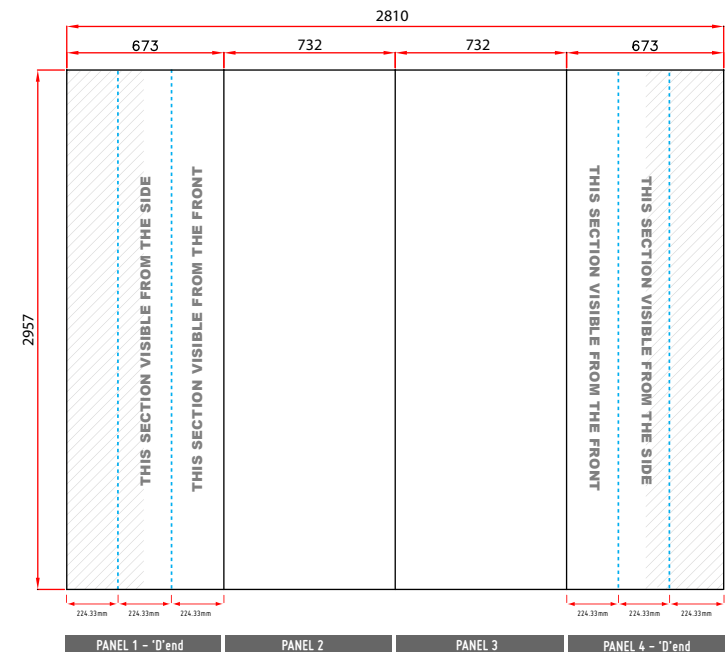 2810
673
732
732
673
2957
THIS SECTION VISIBLE FROM THE SIDE
THIS SECTION VISIBLE FROM THE FRONT
THIS SECTION VISIBLE FROM THE FRONT
THIS SECTION VISIBLE FROM THE SIDE
224.33mm
224.33mm
224.33mm
224.33mm
224.33mm
224.33mm
PANEL 1 – 'D'end
PANEL 2
PANEL 3
PANEL 4 – 'D'end